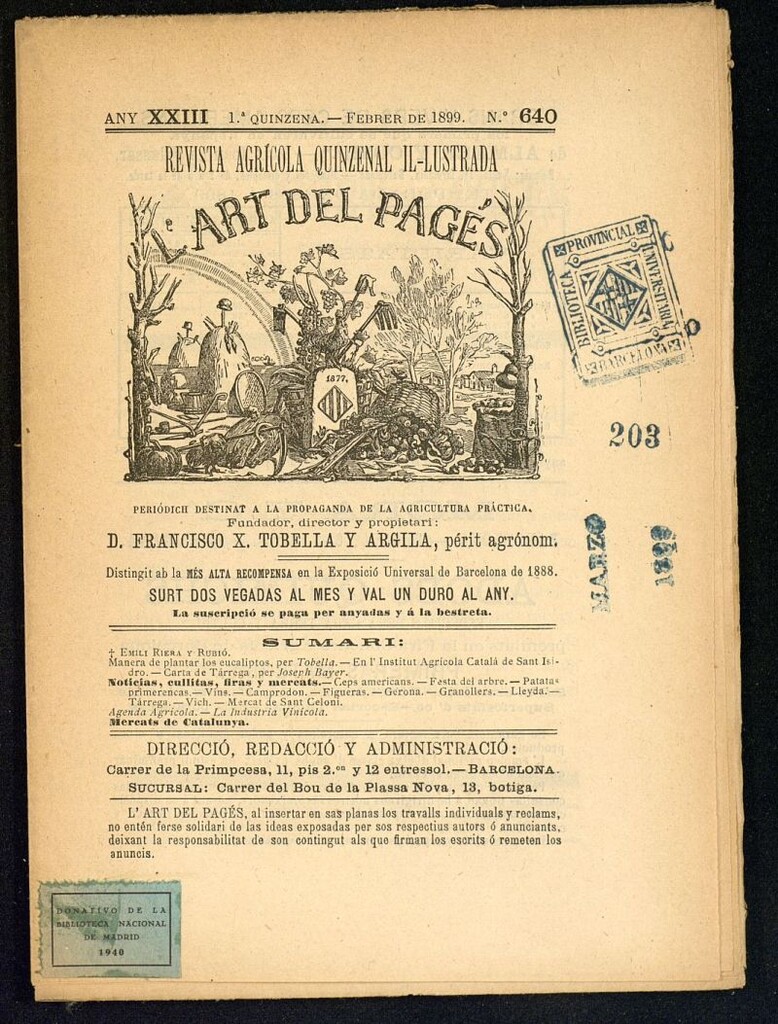 ANY XXIII 1.ª QUINZENA.—FEBRER DE 1899. N.º 640
REVISTA AGRÍCOLA QUINZENAL IL-LUSTRADA
L'ART DEL PAGÉS
1877.
PERIÓDICH DESTINAT A LA PROPAGANDA DE LA AGRICULTURA PRÁCTICA.
Fundador, director y propietari:
D. FRANCISCO X. TOBELLA Y ARGILA, périt agrónom.
Distingit ab la MÉS ALTA RECOMPENSA en la Exposició Universal de Barcelona de 1888.
SURT DOS VEGADAS AL MES Y VAL UN DURO AL ANY.
La suscripció se paga per anyadas y á la bestreta.
SUMARI:
† EMILI RIERA Y RUBIÓ.
Manera de plantar los eucaliptos, per Tobella.—En l' Institut Agrícola Catalá de Sant Isi-
dro.—Carta de Tárrega, per Joseph Bayer.
Noticias, cullitas, firas y mercats.—Ceps americans.—Festa del arbre.—Patatas
primerencas.—Vins.—Camprodon.—Figueras.—Gerona.—Granollers.—Lleyda.—
Tárrega.—Vich.—Mercat de Sant Celoni.
Agenda Agrícola.—La Industria Vinícola.
Mercats de Catalunya.
DIRECCIÓ, REDACCIÓ Y ADMINISTRACIÓ:
Carrer de la Primpcesa, 11, pis 2.on y 12 entressol.—BARCELONA.
SUCURSAL: Carrer del Bou de la Plassa Nova, 13, botiga.
L' ART DEL PAGÉS, al insertar en sas planas los travalls individuals y reclams,
no entén ferse solidari de las ideas exposadas per sos respectius autors ó anunciants,
deixant la responsabilitat de son contingut als que firman los escrits ó remeten los
anuncis.
BIBLIOTECA PROVINCIAL UNIVERSITARIA
BARCELONA
203
MARZO
1899
DONATIVO DE LA
BIBLIOTECA NACIONAL
DE MADRID
1940